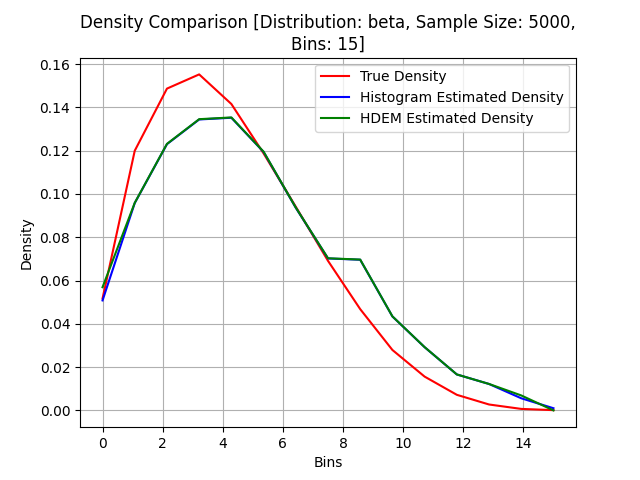 Density Comparison [Distribution: beta, Sample Size: 5000,
Bins: 15]
True Density
Histogram Estimated Density
HDEM Estimated Density
Density
0.16
0.14
0.12
0.10
0.08
0.06
0.04
0.02
0.00
0 2 4 6 8 10 12 14
Bins